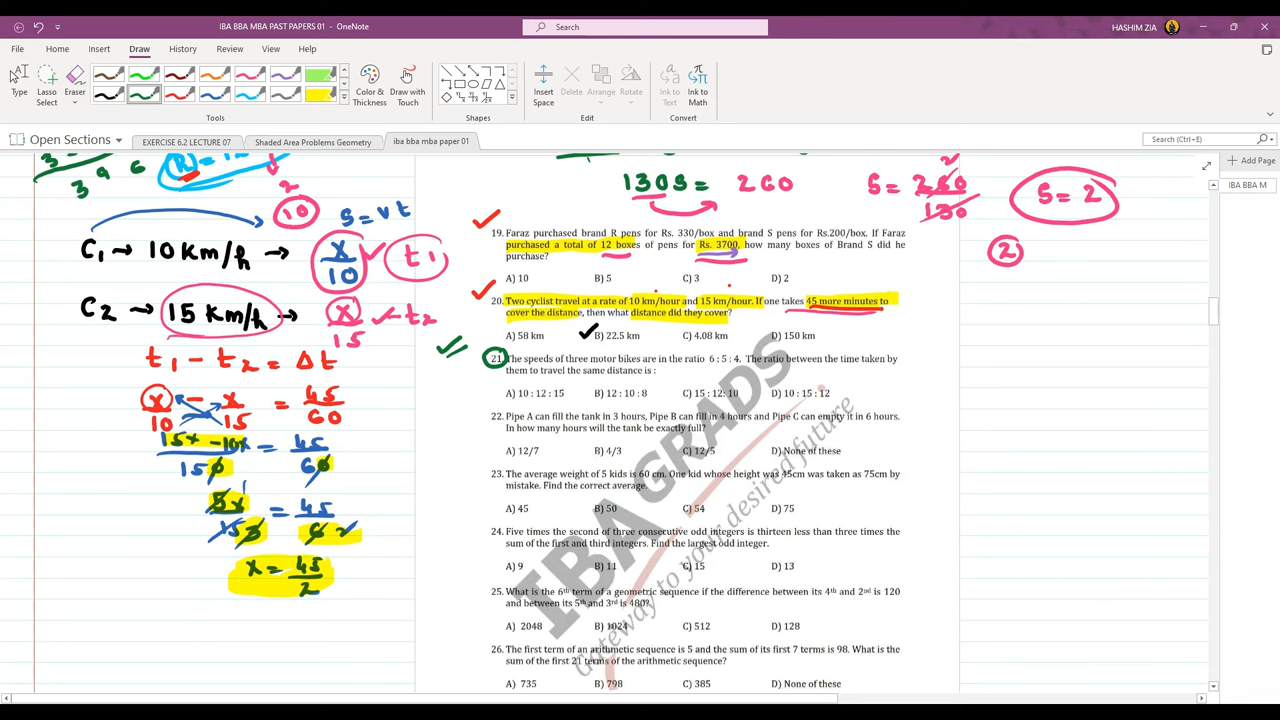 IBA BBA MBA PAST PAPERS 01 - OneNote
Search
HASHIM ZIA
File Home Insert Draw History Review View Help
Type
Lasso Select
Eraser
Color & Thickness
Draw with Touch
Insert Space
Delete
Arrange
Rotate
Ink to Text
Ink to Math
Tools
Shapes
Edit
Convert
Open Sections
EXERCISE 6.2 LECTURE 07
Shaded Area Problems Geometry
iba bba mba paper 01
Search (Ctrl+E)
Add Page
IBA BBA M
130S = 260
S = 260/130
2
S = 2
2
10
S = vt
C1 → 10 Km/h → x/10 t1
C2 → 15 Km/h → x/15 t2
t1 - t2 = Δt
x/10 - x/15 = 45/60
15x - 10x / 150 = 45/60
5x/15 = 45/6
x = 45/2
19. Faraz purchased brand R pens for Rs. 330/box and brand S pens for Rs.200/box. If Faraz
purchased a total of 12 boxes of pens for Rs. 3700, how many boxes of Brand S did he
purchase?
A) 10 B) 5 C) 3 D) 2
20. Two cyclist travel at a rate of 10 km/hour and 15 km/hour. If one takes 45 more minutes to
cover the distance, then what distance did they cover?
A) 58 km B) 22.5 km C) 4.08 km D) 150 km
21. The speeds of three motor bikes are in the ratio 6 : 5 : 4. The ratio between the time taken by
them to travel the same distance is :
A) 10 : 12 : 15 B) 12 : 10 : 8 C) 15 : 12: 10 D) 10 : 15 : 12
22. Pipe A can fill the tank in 3 hours, Pipe B can fill in 4 hours and Pipe C can empty it in 6 hours.
In how many hours will the tank be exactly full?
A) 12/7 B) 4/3 C) 12/5 D) None of these
23. The average weight of 5 kids is 60 cm. One kid whose height was 45cm was taken as 75cm by
mistake. Find the correct average.
A) 45 B) 50 C) 54 D) 75
24. Five times the second of three consecutive odd integers is thirteen less than three times the
sum of the first and third integers. Find the largest odd integer.
A) 9 B) 11 C) 15 D) 13
25. What is the 6th term of a geometric sequence if the difference between its 4th and 2nd is 120
and between its 5th and 3rd is 480?
A) 2048 B) 1024 C) 512 D) 128
26. The first term of an arithmetic sequence is 5 and the sum of its first 7 terms is 98. What is the
sum of the first 21 terms of the arithmetic sequence?
A) 735 B) 798 C) 385 D) None of these
IBA GRADS
Gateway to your desired future